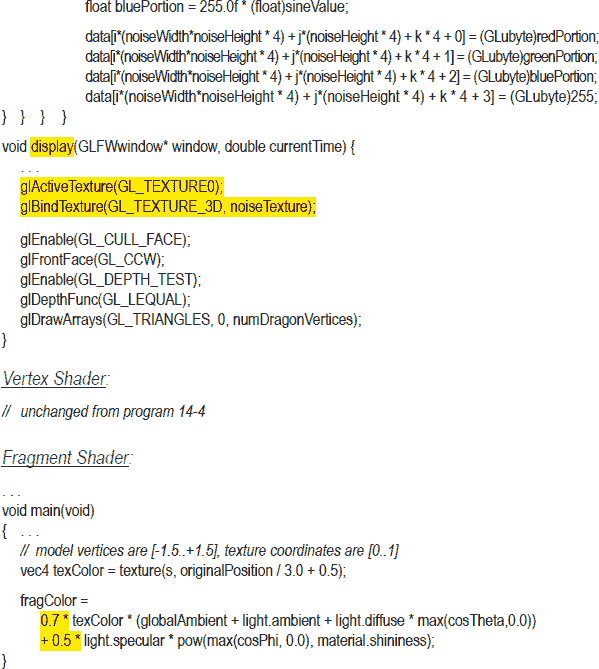 float bluePortion = 255.0f * (float)sineValue;
data[i*(noiseWidth*noiseHeight * 4) + j*(noiseHeight * 4) + k * 4 + 0] = (GLubyte)redPortion;
data[i*(noiseWidth*noiseHeight * 4) + j*(noiseHeight * 4) + k * 4 + 1] = (GLubyte)greenPortion;
data[i*(noiseWidth*noiseHeight * 4) + j*(noiseHeight * 4) + k * 4 + 2] = (GLubyte)bluePortion;
data[i*(noiseWidth*noiseHeight * 4) + j*(noiseHeight * 4) + k * 4 + 3] = (GLubyte)255;
} } } }
void display(GLFWwindow* window, double currentTime) {
. . .
glActiveTexture(GL_TEXTURE0);
glBindTexture(GL_TEXTURE_3D, noiseTexture);
glEnable(GL_CULL_FACE);
glFrontFace(GL_CCW);
glEnable(GL_DEPTH_TEST);
glDepthFunc(GL_LEQUAL);
glDrawArrays(GL_TRIANGLES, 0, numDragonVertices);
}
Vertex Shader:
// unchanged from program 14-4
Fragment Shader:
. . .
void main(void)
{ . . .
// model vertices are [-1.5..+1.5], texture coordinates are [0..1]
vec4 texColor = texture(s, originalPosition / 3.0 + 0.5);
fragColor =
0.7 * texColor * (globalAmbient + light.ambient + light.diffuse * max(cosTheta,0.0))
+ 0.5 * light.specular * pow(max(cosPhi, 0.0), material.shininess);
}